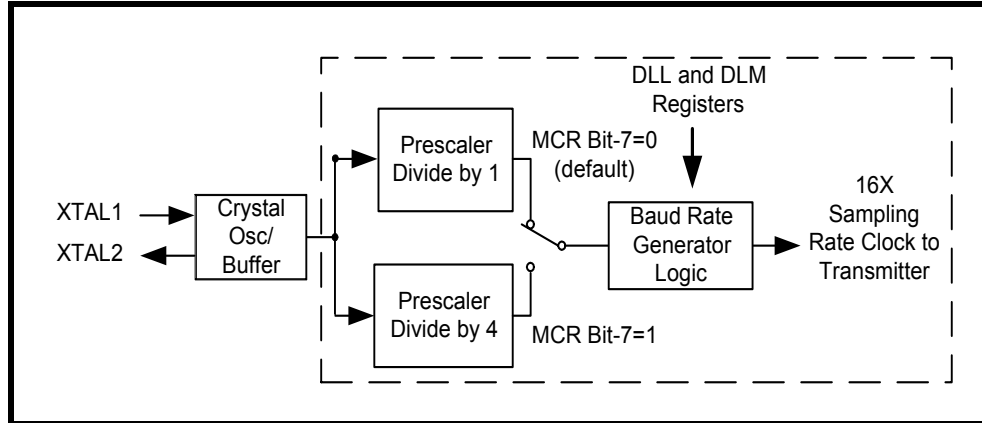 DLL and DLM
Registers
Prescaler
Divide by 1
MCR Bit-7=0
(default)
XTAL1
XTAL2
Crystal
Osc/
Buffer
Baud Rate
Generator
Logic
16X
Sampling
Rate Clock to
Transmitter
Prescaler
Divide by 4
MCR Bit-7=1